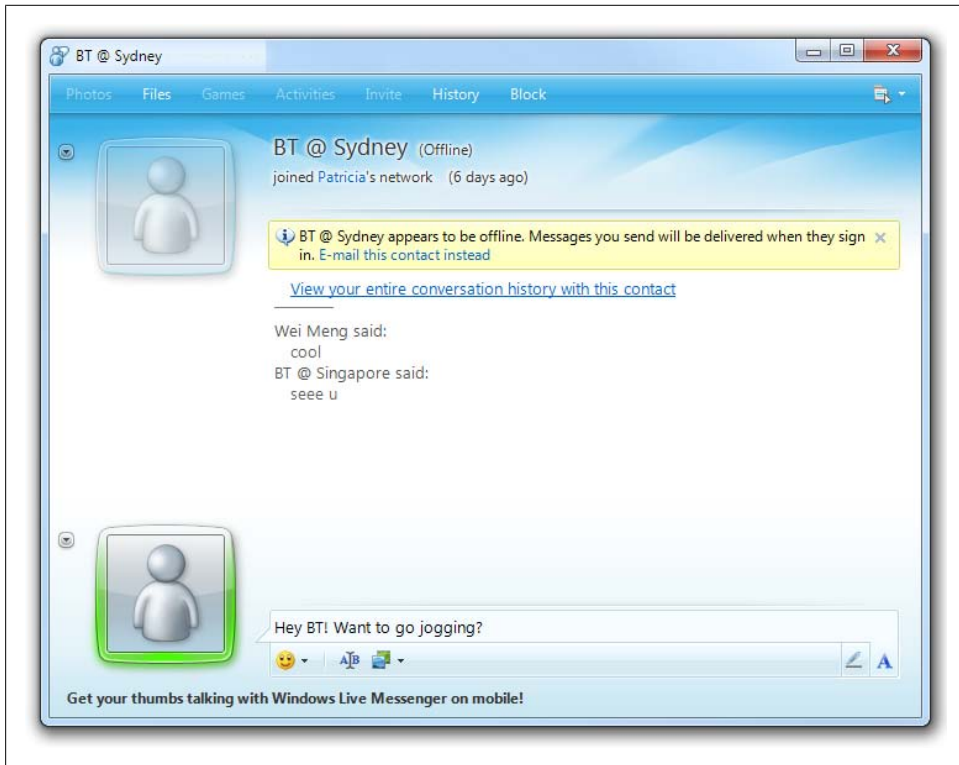 BT @ Sydney
Photos Files Games Activities Invite History Block
BT @ Sydney (Offline)
joined Patricia's network (6 days ago)
BT @ Sydney appears to be offline. Messages you send will be delivered when they sign
in. E-mail this contact instead
View your entire conversation history with this contact
Wei Meng said:
cool
BT @ Singapore said:
seee u
Hey BT! Want to go jogging?
Get your thumbs talking with Windows Live Messenger on mobile!